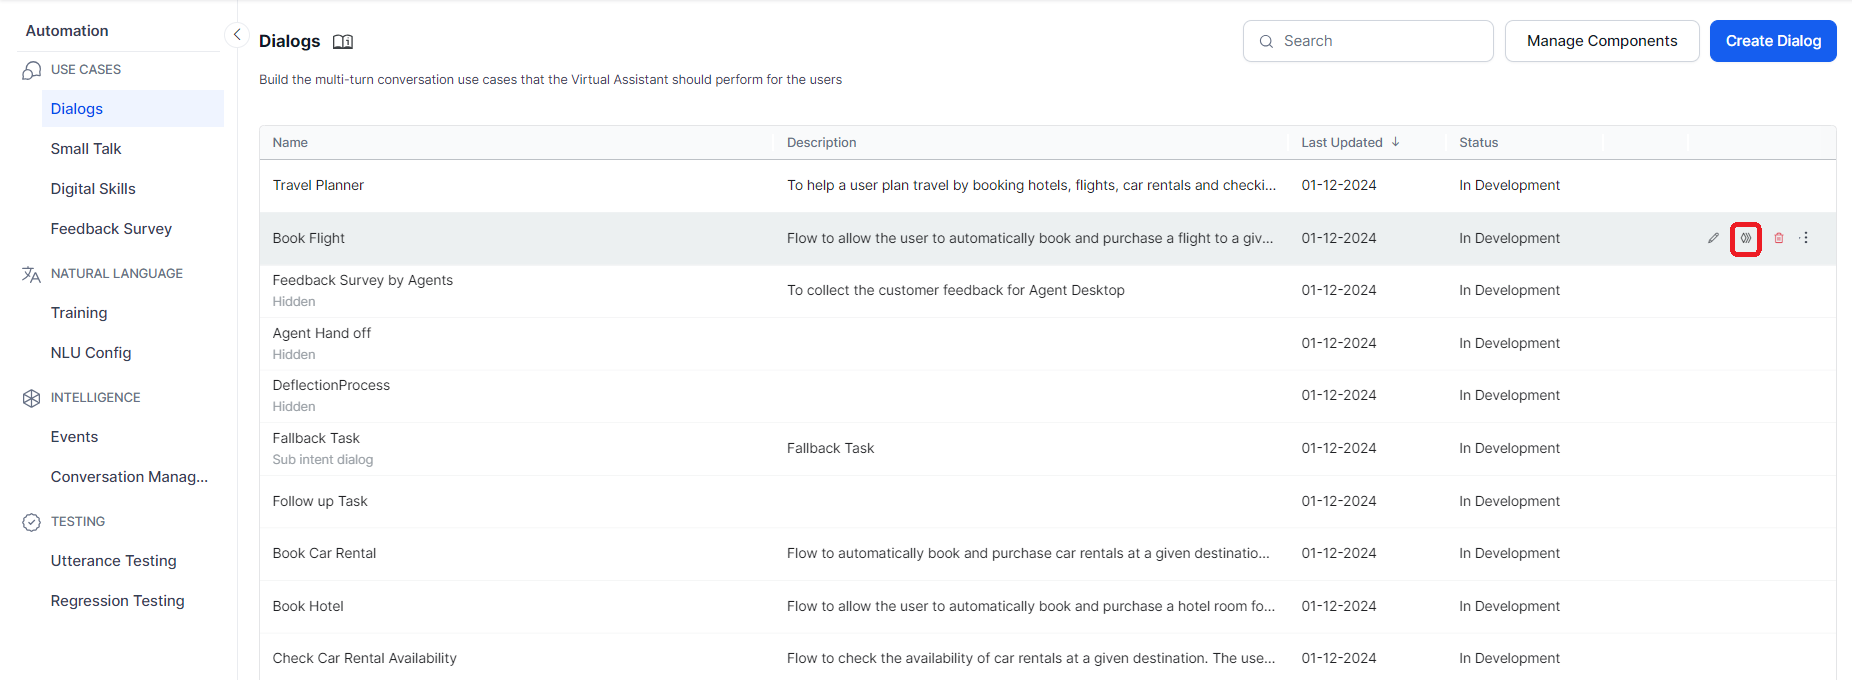 Automation
USE CASES
Dialogs
Small Talk
Digital Skills
Feedback Survey
NATURAL LANGUAGE
Training
NLU Config
INTELLIGENCE
Events
Conversation Manag...
TESTING
Utterance Testing
Regression Testing
Dialogs
Search
Manage Components
Create Dialog
Build the multi-turn conversation use cases that the Virtual Assistant should perform for the users
Name Description Last Updated Status
Travel Planner To help a user plan travel by booking hotels, flights, car rentals and checki... 01-12-2024 In Development
Book Flight Flow to allow the user to automatically book and purchase a flight to a giv... 01-12-2024 In Development
Feedback Survey by Agents
Hidden
To collect the customer feedback for Agent Desktop 01-12-2024 In Development
Agent Hand off
Hidden
01-12-2024 In Development
DeflectionProcess
Hidden
01-12-2024 In Development
Fallback Task
Sub intent dialog
Fallback Task 01-12-2024 In Development
Follow up Task 01-12-2024 In Development
Book Car Rental Flow to automatically book and purchase car rentals at a given destinatio... 01-12-2024 In Development
Book Hotel Flow to allow the user to automatically book and purchase a hotel room fo... 01-12-2024 In Development
Check Car Rental Availability Flow to check the availability of car rentals at a given destination. The use... 01-12-2024 In Development